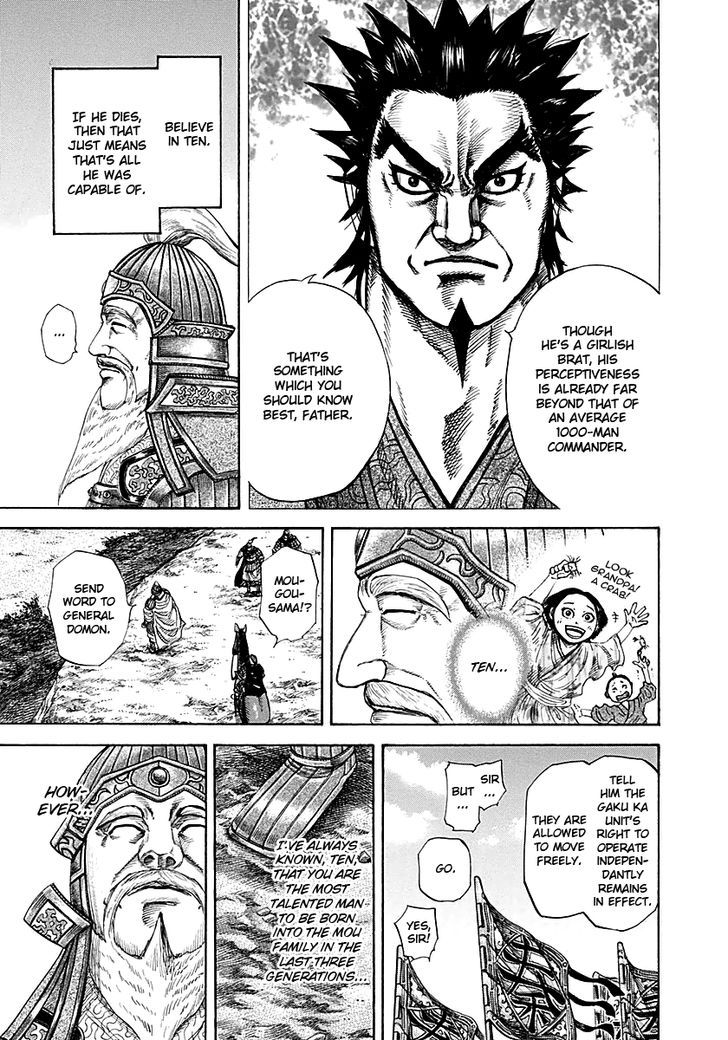 THOUGH
HE'S A GIRLISH
BRAT, HIS
PERCEPTIVENESS
IS ALREADY FAR
BEYOND THAT OF
AN AVERAGE
1000-MAN
COMMANDER.
THAT'S
SOMETHING
WHICH YOU
SHOULD KNOW
BEST, FATHER.
BELIEVE
IN TEN.
IF HE DIES,
THEN THAT
JUST MEANS
THAT'S ALL
HE WAS
CAPABLE OF.
...
LOOK
GRANDPA!
A CRAB!
TEN...
MOU-
GOU-
SAMA!?
SEND
WORD TO
GENERAL
DOMON.
TELL
HIM THE
GAKU KA
UNIT'S
RIGHT TO
OPERATE
INDEPEN-
DANTLY
REMAINS
IN EFFECT.
THEY ARE
ALLOWED
TO MOVE
FREELY.
SIR
...
BUT
...
GO.
YES,
SIR!
I'VE ALWAYS
KNOWN, TEN,
THAT YOU ARE
THE MOST
TALENTED MAN
TO BE BORN
INTO THE MOU
FAMILY IN THE
LAST THREE
GENERATIONS...
HOW-
EVER...